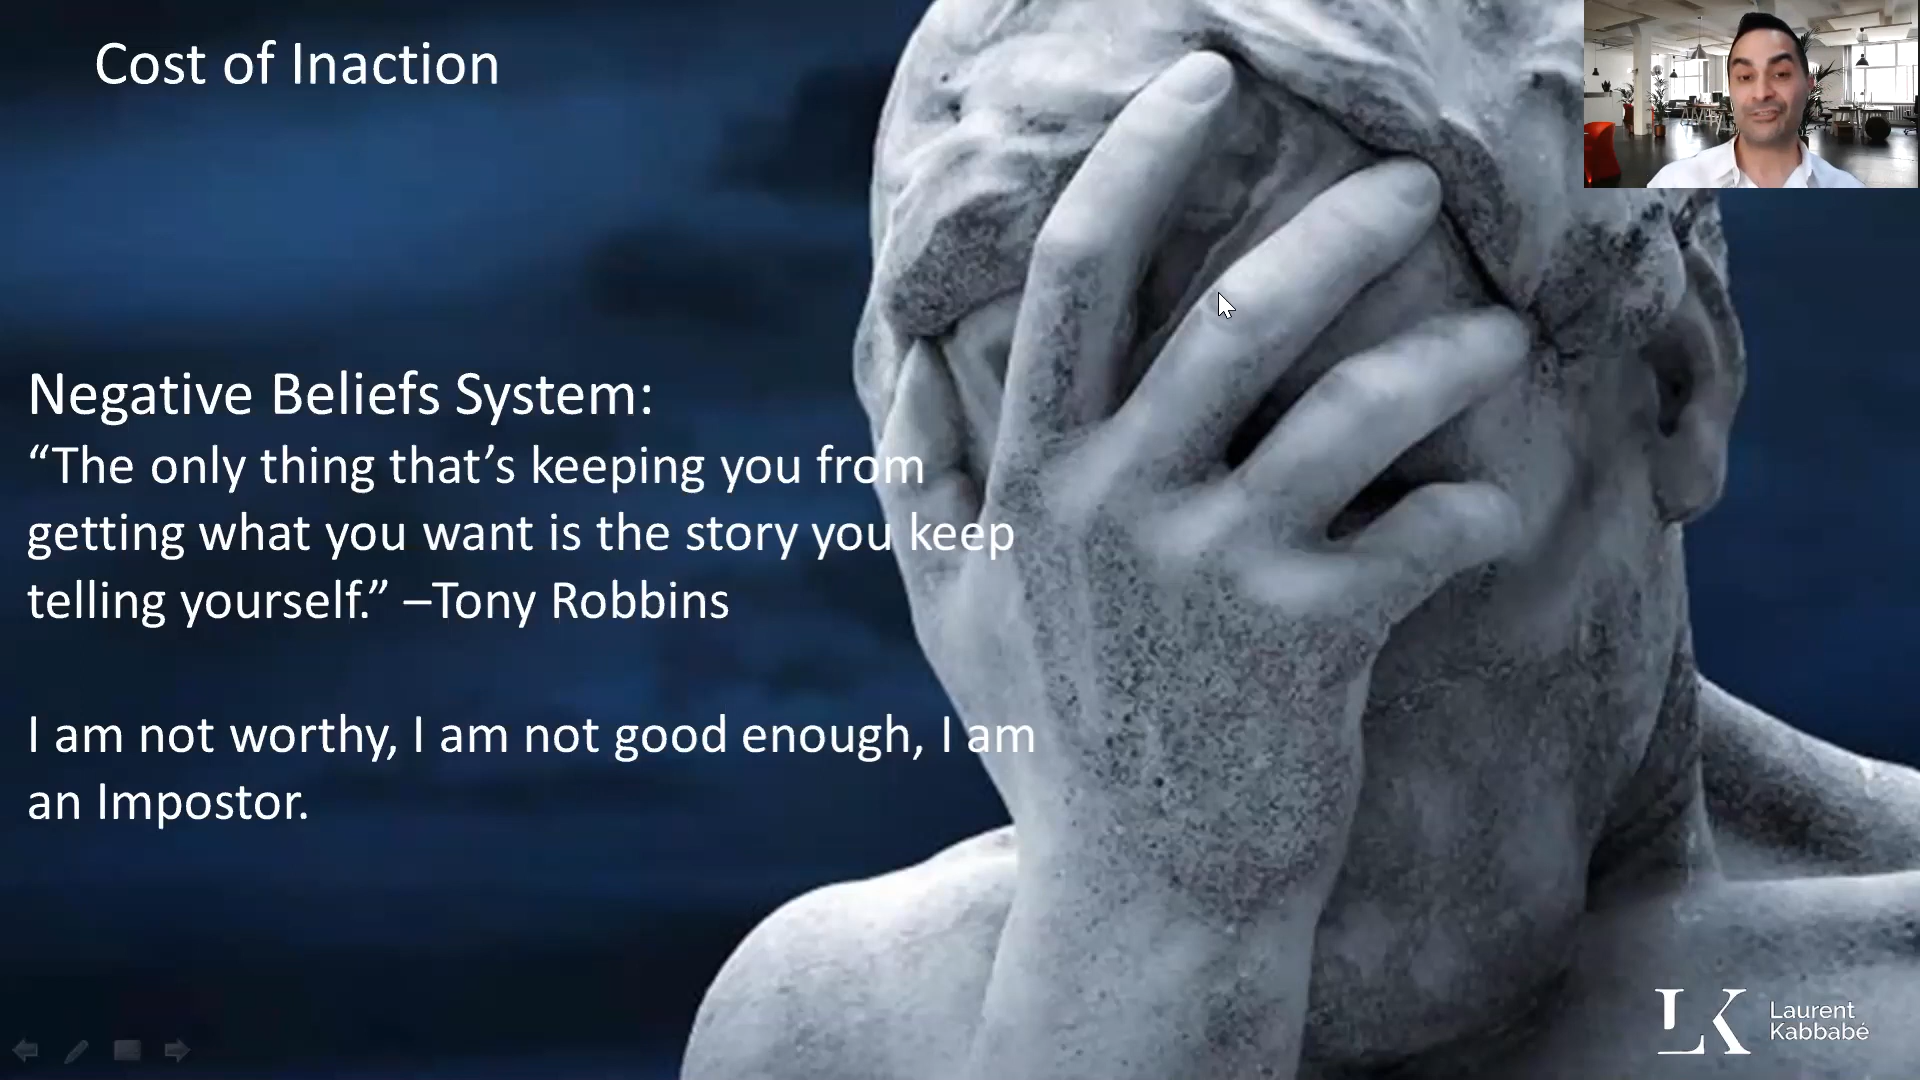 Cost of Inaction
Negative Beliefs System:
“The only thing that’s keeping you from
getting what you want is the story you keep
telling yourself.” –Tony Robbins
I am not worthy, I am not good enough, I am
an Impostor.
LK
Laurent
Kabbabé